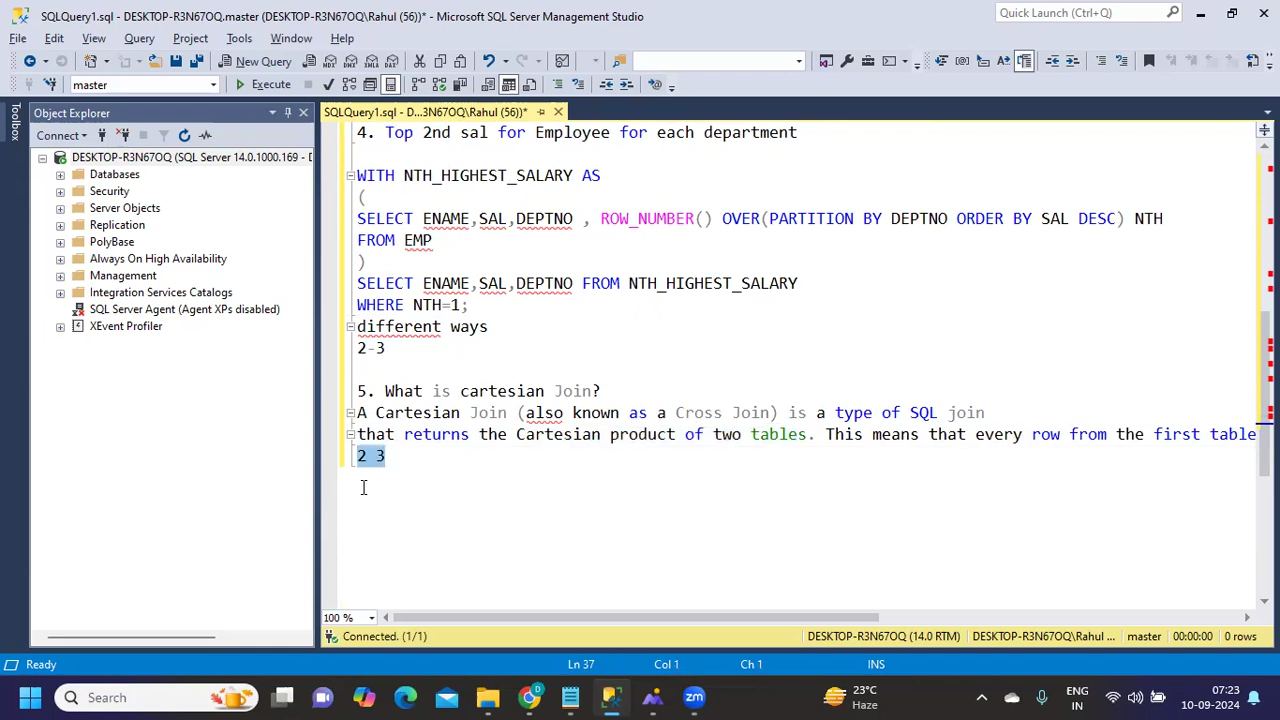 SQLQuery1.sql - DESKTOP-R3N67OQ.master (DESKTOP-R3N67OQ\Rahul (56))* - Microsoft SQL Server Management Studio
Quick Launch (Ctrl+Q)
File Edit View Query Project Tools Window Help
New Query MDX DMX XMLA DAX
master Execute
Toolbox
Object Explorer
Connect
DESKTOP-R3N67OQ (SQL Server 14.0.1000.169 - D
Databases
Security
Server Objects
Replication
PolyBase
Always On High Availability
Management
Integration Services Catalogs
SQL Server Agent (Agent XPs disabled)
XEvent Profiler
SQLQuery1.sql - D...3N67OQ\Rahul (56))*
4. Top 2nd sal for Employee for each department
WITH NTH_HIGHEST_SALARY AS
(
SELECT ENAME,SAL,DEPTNO , ROW_NUMBER() OVER(PARTITION BY DEPTNO ORDER BY SAL DESC) NTH
FROM EMP
)
SELECT ENAME,SAL,DEPTNO FROM NTH_HIGHEST_SALARY
WHERE NTH=1;
different ways
2-3
5. What is cartesian Join?
A Cartesian Join (also known as a Cross Join) is a type of SQL join
that returns the Cartesian product of two tables. This means that every row from the first table
2 3
100 %
Connected. (1/1) DESKTOP-R3N67OQ (14.0 RTM) DESKTOP-R3N67OQ\Rahul ... master 00:00:00 0 rows
Ready Ln 37 Col 1 Ch 1 INS
Search
zm
23°C
Haze
ENG
IN
07:23
10-09-2024